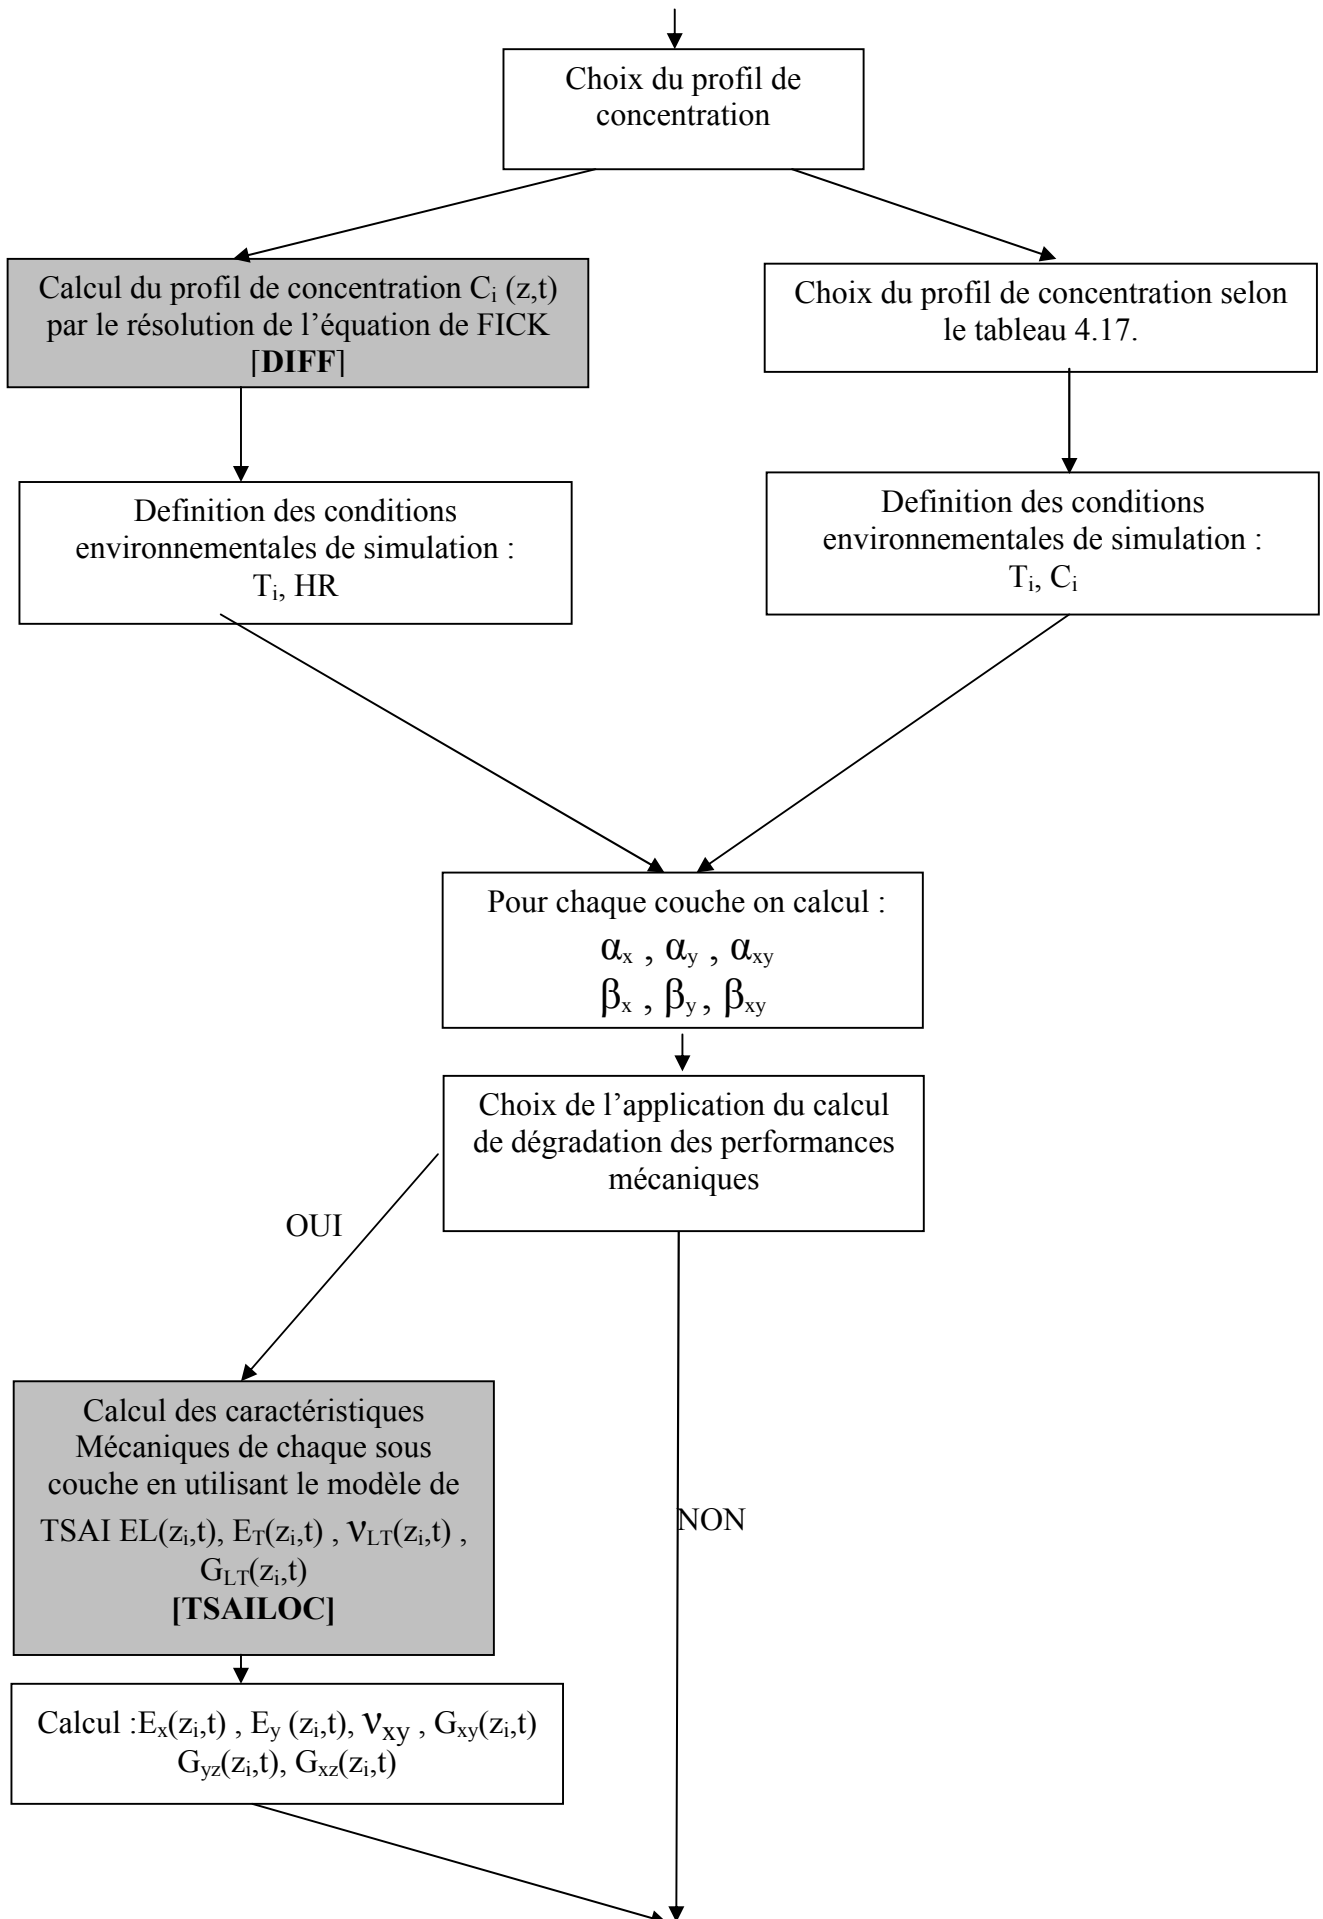 Choix du profil de
concentration
Calcul du profil de concentration Cᵢ (z,t)
par le résolution de l’équation de FICK
[DIFF]
Choix du profil de concentration selon
le tableau 4.17.
Definition des conditions
environnementales de simulation :
Tᵢ, HR
Definition des conditions
environnementales de simulation :
Tᵢ, Cᵢ
Pour chaque couche on calcul :
αx , αy , αxy
βx , βy , βxy
Choix de l’application du calcul
de dégradation des performances
mécaniques
OUI
NON
Calcul des caractéristiques
Mécaniques de chaque sous
couche en utilisant le modèle de
TSAI EL(zᵢ,t), E_T(zᵢ,t) , ν_LT(zᵢ,t) ,
G_LT(zᵢ,t)
[TSAILOC]
Calcul :Ex(zᵢ,t) , Ey (zᵢ,t), νxy , Gxy(zᵢ,t)
Gyz(zᵢ,t), Gxz(zᵢ,t)